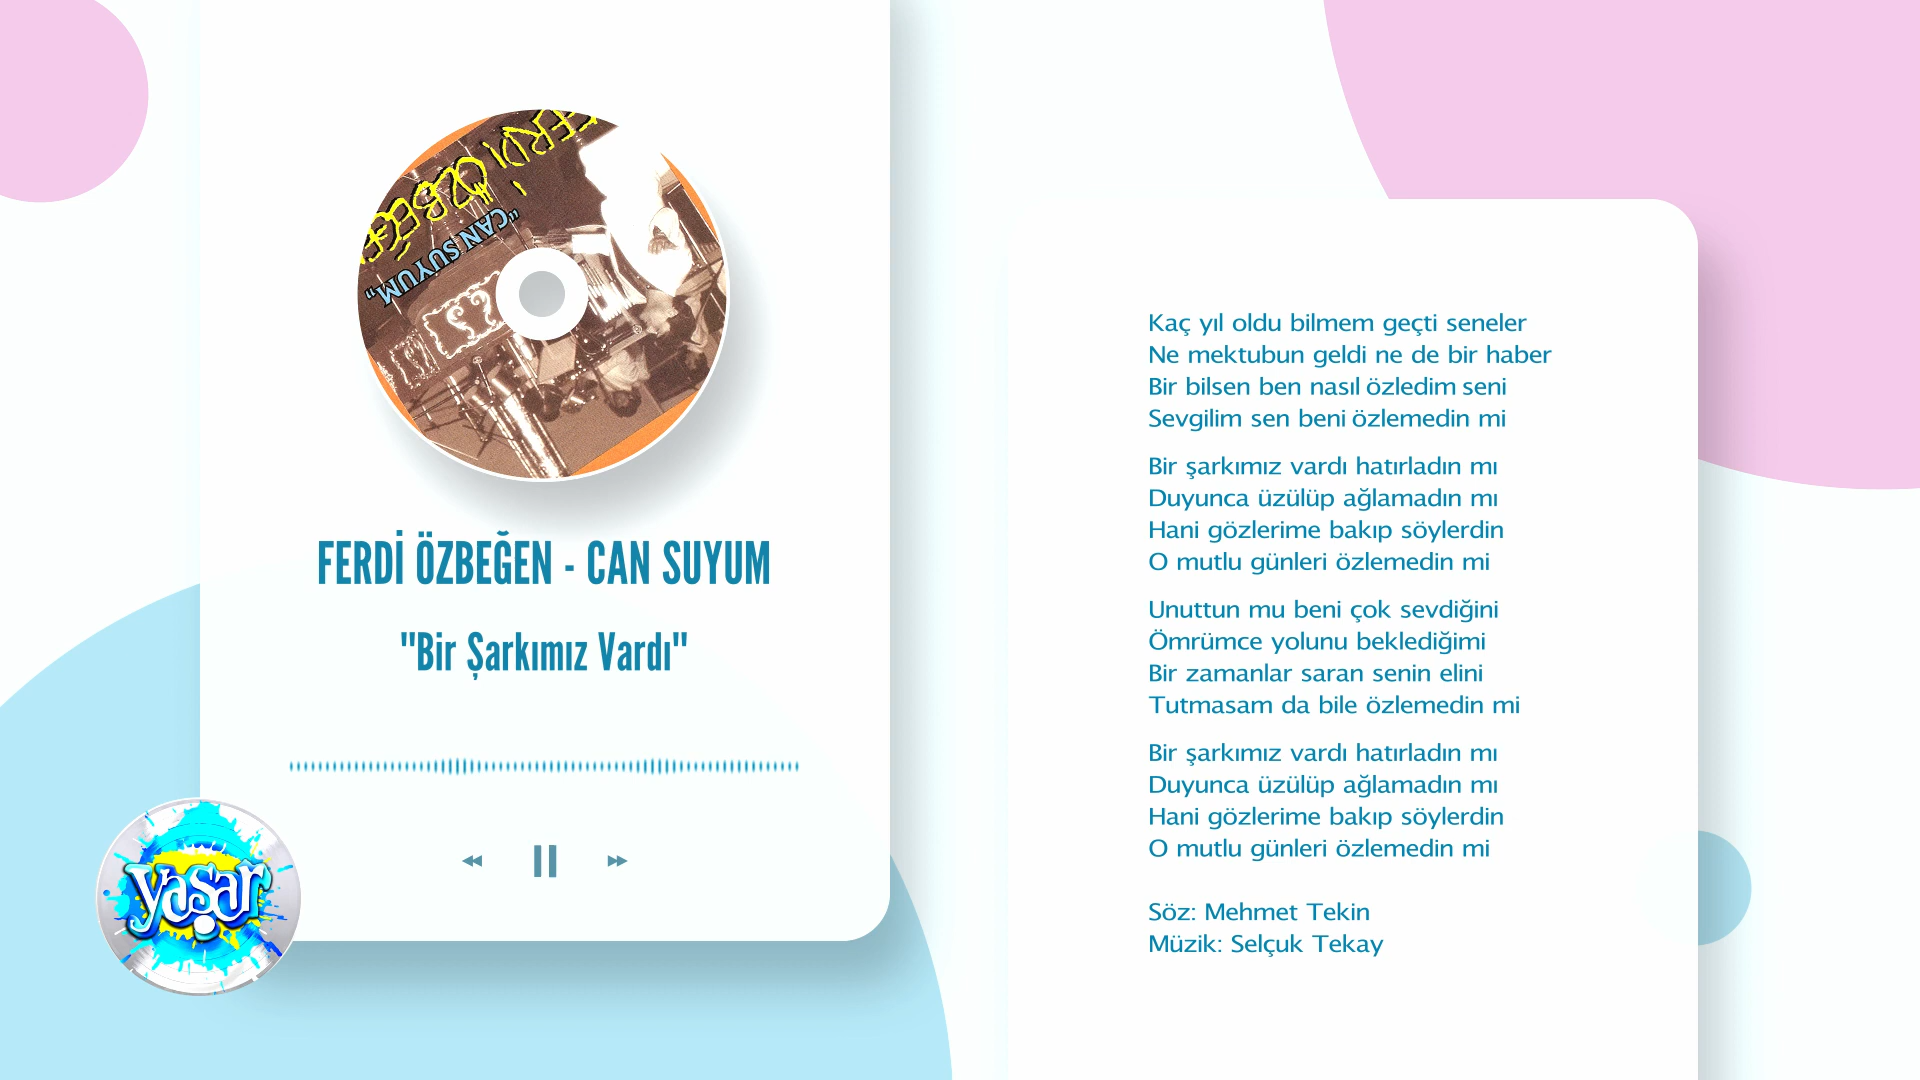 FERDİ ÖZBEĞEN
"CAN SUYUM"
FERDİ ÖZBEĞEN - CAN SUYUM
"Bir Şarkımız Vardı"
yaşar
Kaç yıl oldu bilmem geçti seneler
Ne mektubun geldi ne de bir haber
Bir bilsen ben nasıl özledim seni
Sevgilim sen beni özlemedin mi
Bir şarkımız vardı hatırladın mı
Duyunca üzülüp ağlamadın mı
Hani gözlerime bakıp söylerdin
O mutlu günleri özlemedin mi
Unuttun mu beni çok sevdiğini
Ömrümce yolunu beklediğimi
Bir zamanlar saran senin elini
Tutmasam da bile özlemedin mi
Bir şarkımız vardı hatırladın mı
Duyunca üzülüp ağlamadın mı
Hani gözlerime bakıp söylerdin
O mutlu günleri özlemedin mi
Söz: Mehmet Tekin
Müzik: Selçuk Tekay